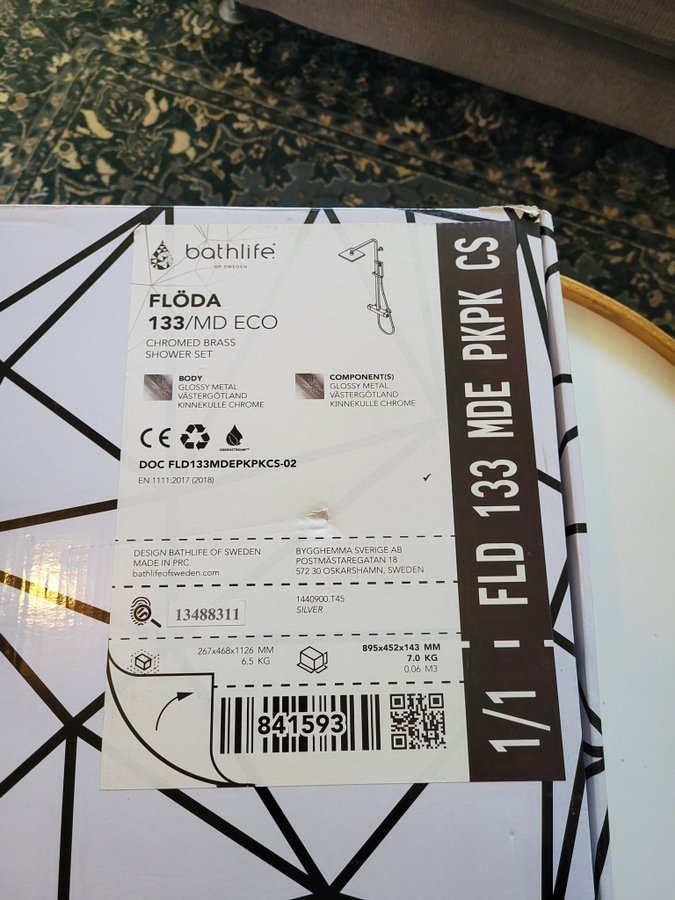 bathlife
OF SWEDEN
FLÖDA
133/MD ECO
CHROMED BRASS
SHOWER SET
BODY
GLOSSY METAL
VÄSTERGÖTLAND
KINNEKULLE CHROME
COMPONENT(S)
GLOSSY METAL
VÄSTERGÖTLAND
KINNEKULLE CHROME
CE
GREENSTREAM™
DOC FLD133MDEPKPKCS-02
EN 1111:2017 (2018)
DESIGN BATHLIFE OF SWEDEN
MADE IN PRC
bathlifeofsweden.com
BYGGHEMMA SVERIGE AB
POSTMÄSTAREGATAN 18
572 30 OSKARSHAMN, SWEDEN
13488311
1440900.T45
SILVER
267x468x1126 MM
6.5 KG
895x452x143 MM
7.0 KG
0.06 M3
841593
1/1 - FLD 133 MDE PKPK CS